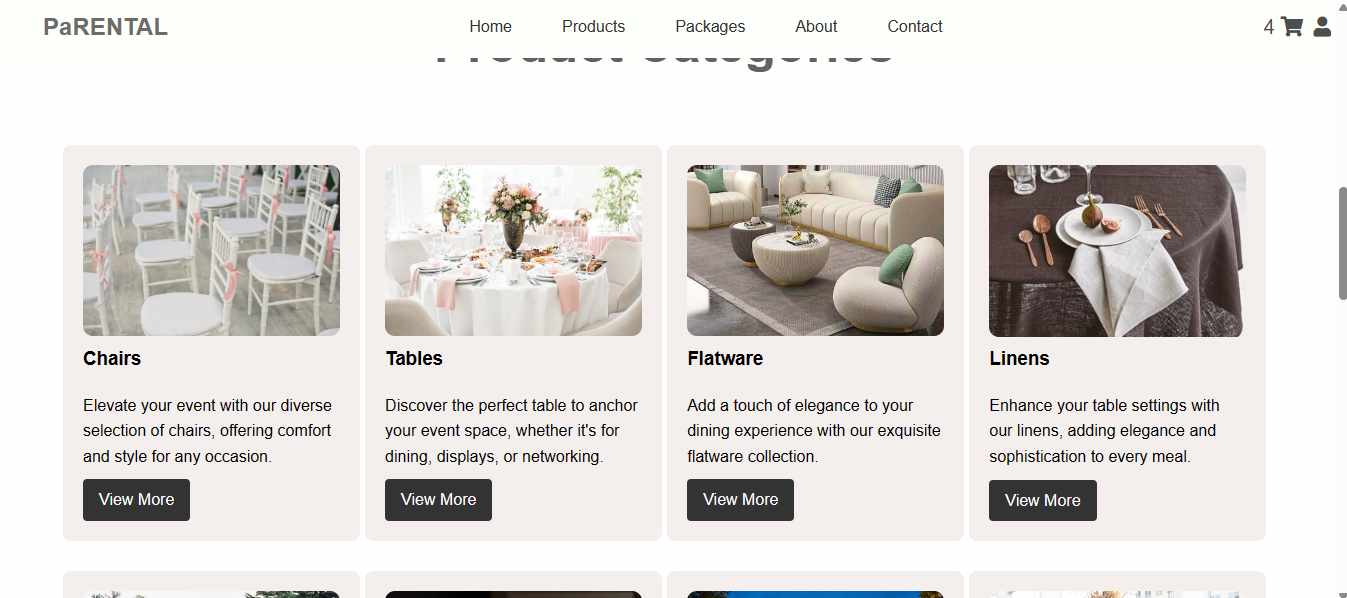 PaRENTAL
Home
Products
Packages
About
Contact
4
Product Categories
Chairs
Elevate your event with our diverse
selection of chairs, offering comfort
and style for any occasion.
View More
Tables
Discover the perfect table to anchor
your event space, whether it's for
dining, displays, or networking.
View More
Flatware
Add a touch of elegance to your
dining experience with our exquisite
flatware collection.
View More
Linens
Enhance your table settings with
our linens, adding elegance and
sophistication to every meal.
View More